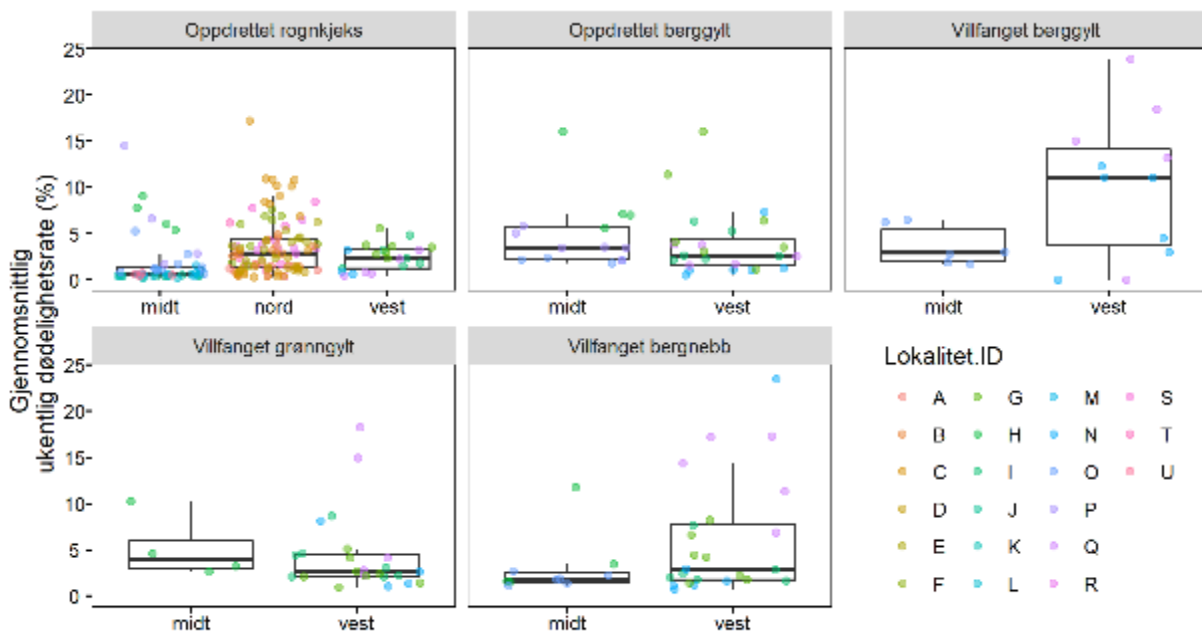 Oppdrettet rognkjeks
Oppdrettet berggylt
Villfanget berggylt
25
20
15
10
5
0
midt
nord
vest
midt
vest
midt
vest
Gjennomsnittlig
ukentlig dødelighetsrate (%)
Villfanget grønngylt
Villfanget bergnebb
25
20
15
10
5
0
midt
vest
midt
vest
Lokalitet.ID
A G M S
B H N T
C I O U
D J P
E K Q
F L R